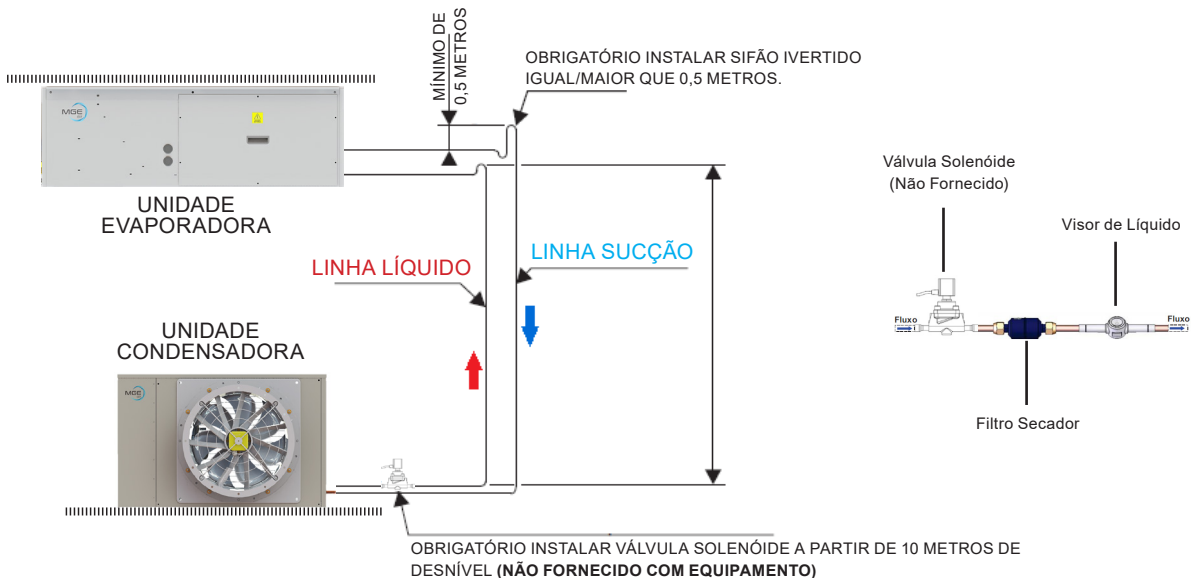 MÍNIMO DE
0,5 METROS
OBRIGATÓRIO INSTALAR SIFÃO IVERTIDO
IGUAL/MAIOR QUE 0,5 METROS.
MGE
UNIDADE
EVAPORADORA
LINHA LÍQUIDO
LINHA SUCÇÃO
UNIDADE
CONDENSADORA
MGE
OBRIGATÓRIO INSTALAR VÁLVULA SOLENÓIDE A PARTIR DE 10 METROS DE
DESNÍVEL (NÃO FORNECIDO COM EQUIPAMENTO)
Válvula Solenóide
(Não Fornecido)
Visor de Líquido
Fluxo
Fluxo
Filtro Secador